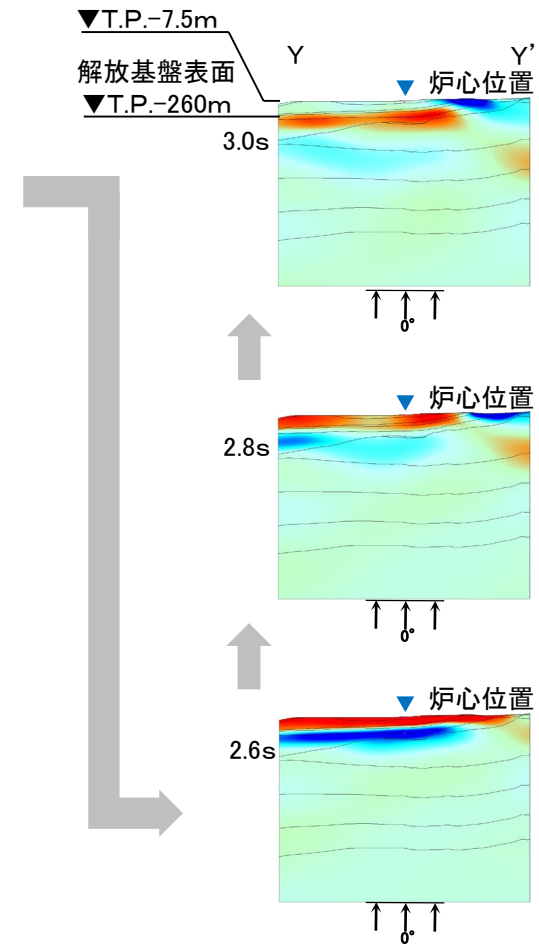 ▼T.P.-7.5m
Y
Y'
解放基盤表面
▼T.P.-260m
▼ 炉心位置
3.0s
0°
▼ 炉心位置
2.8s
0°
▼ 炉心位置
2.6s
0°